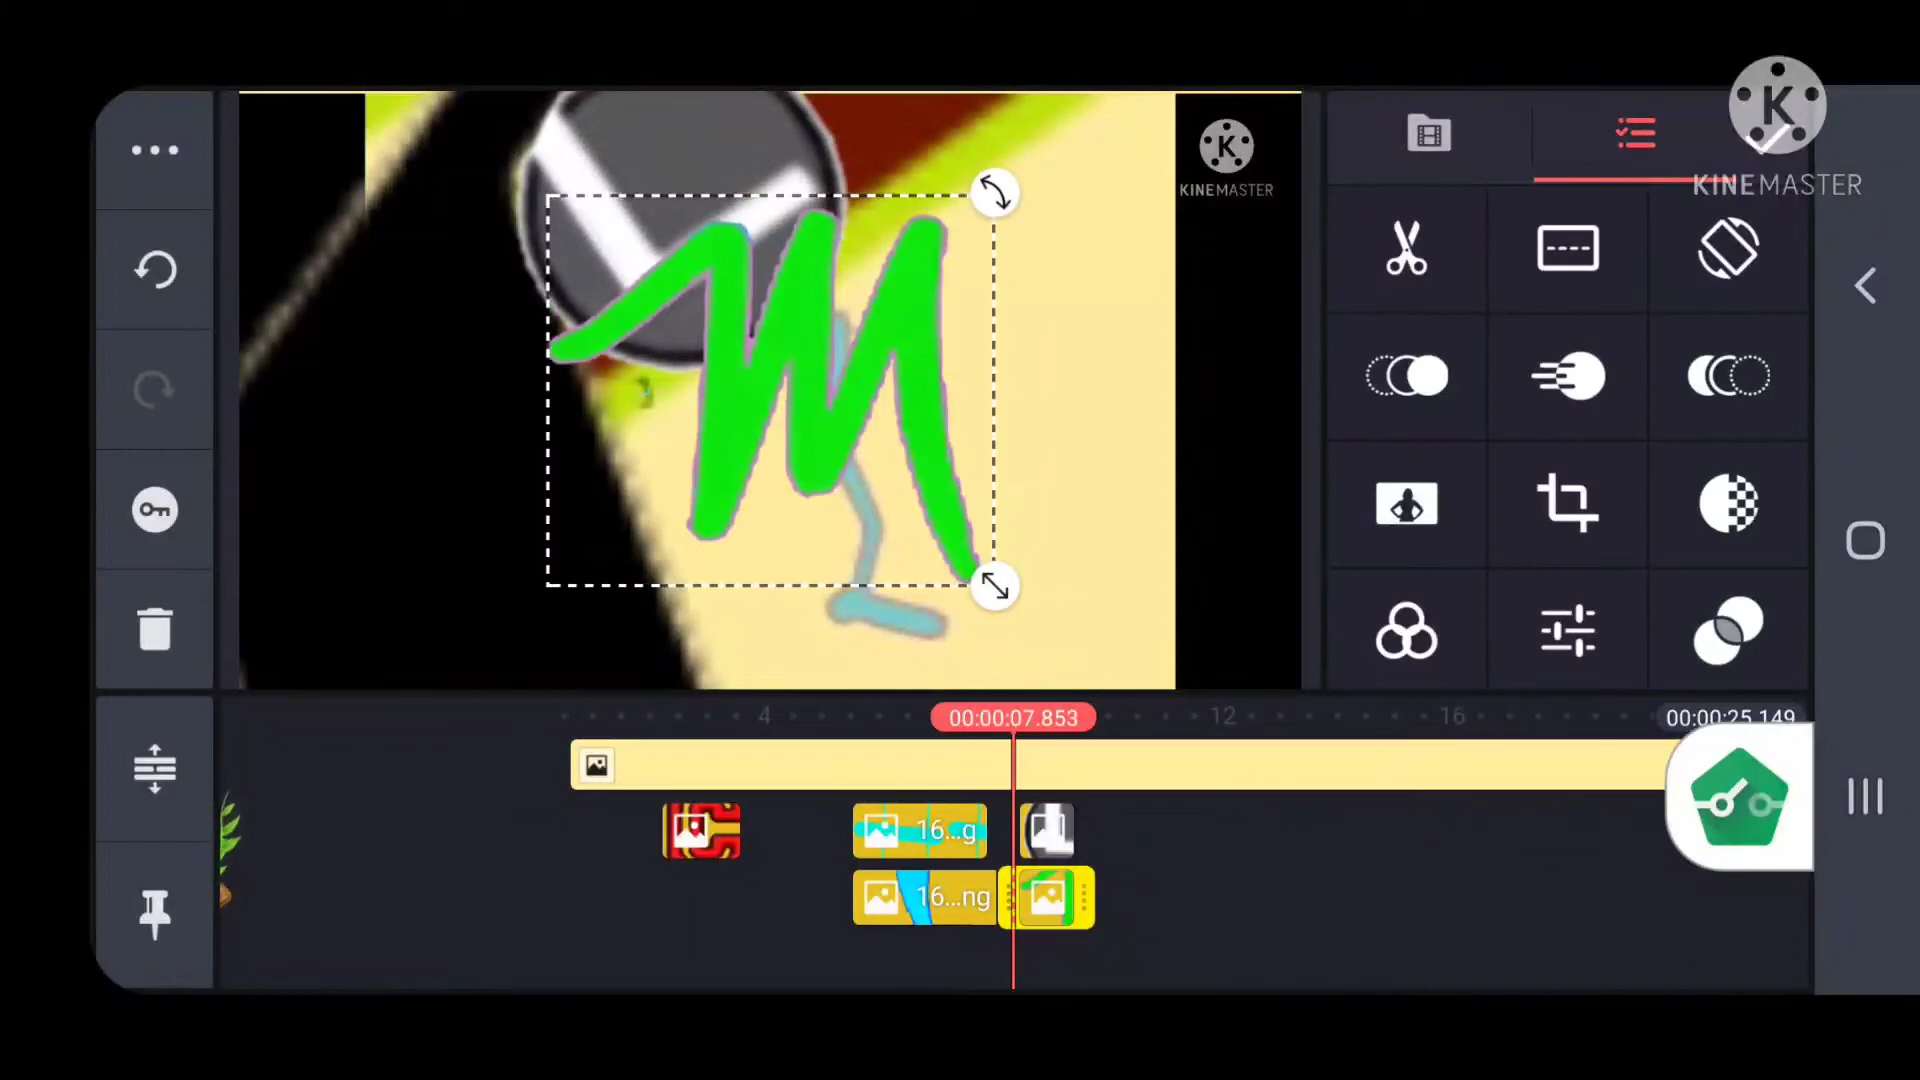 KINEMASTER
KINEMASTER
M
4
00:00:07.853
12
16
00:00:25.149
16...g
16...ng